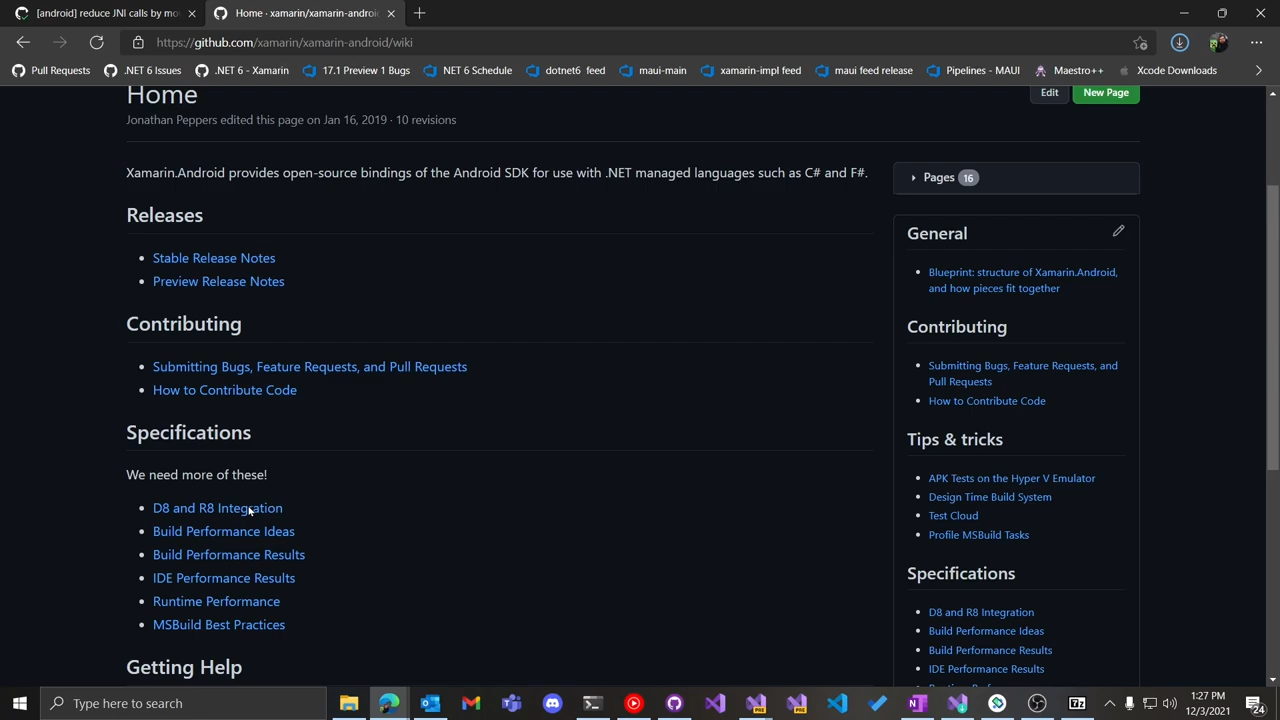 [android] reduce JNI calls by mo
Home · xamarin/xamarin-androi
https://github.com/xamarin/xamarin-android/wiki
Pull Requests
.NET 6 Issues
.NET 6 - Xamarin
17.1 Preview 1 Bugs
NET 6 Schedule
dotnet6 feed
maui-main
xamarin-impl feed
maui feed release
Pipelines - MAUI
Maestro++
Xcode Downloads
Home
Edit
New Page
Jonathan Peppers edited this page on Jan 16, 2019 · 10 revisions
Xamarin.Android provides open-source bindings of the Android SDK for use with .NET managed languages such as C# and F#.
Releases
Stable Release Notes
Preview Release Notes
Contributing
Submitting Bugs, Feature Requests, and Pull Requests
How to Contribute Code
Specifications
We need more of these!
D8 and R8 Integration
Build Performance Ideas
Build Performance Results
IDE Performance Results
Runtime Performance
MSBuild Best Practices
Getting Help
Pages 16
General
Blueprint: structure of Xamarin.Android,
and how pieces fit together
Contributing
Submitting Bugs, Feature Requests, and
Pull Requests
How to Contribute Code
Tips & tricks
APK Tests on the Hyper V Emulator
Design Time Build System
Test Cloud
Profile MSBuild Tasks
Specifications
D8 and R8 Integration
Build Performance Ideas
Build Performance Results
IDE Performance Results
Type here to search
PRE
PRE
7z
1:27 PM
12/3/2021
24